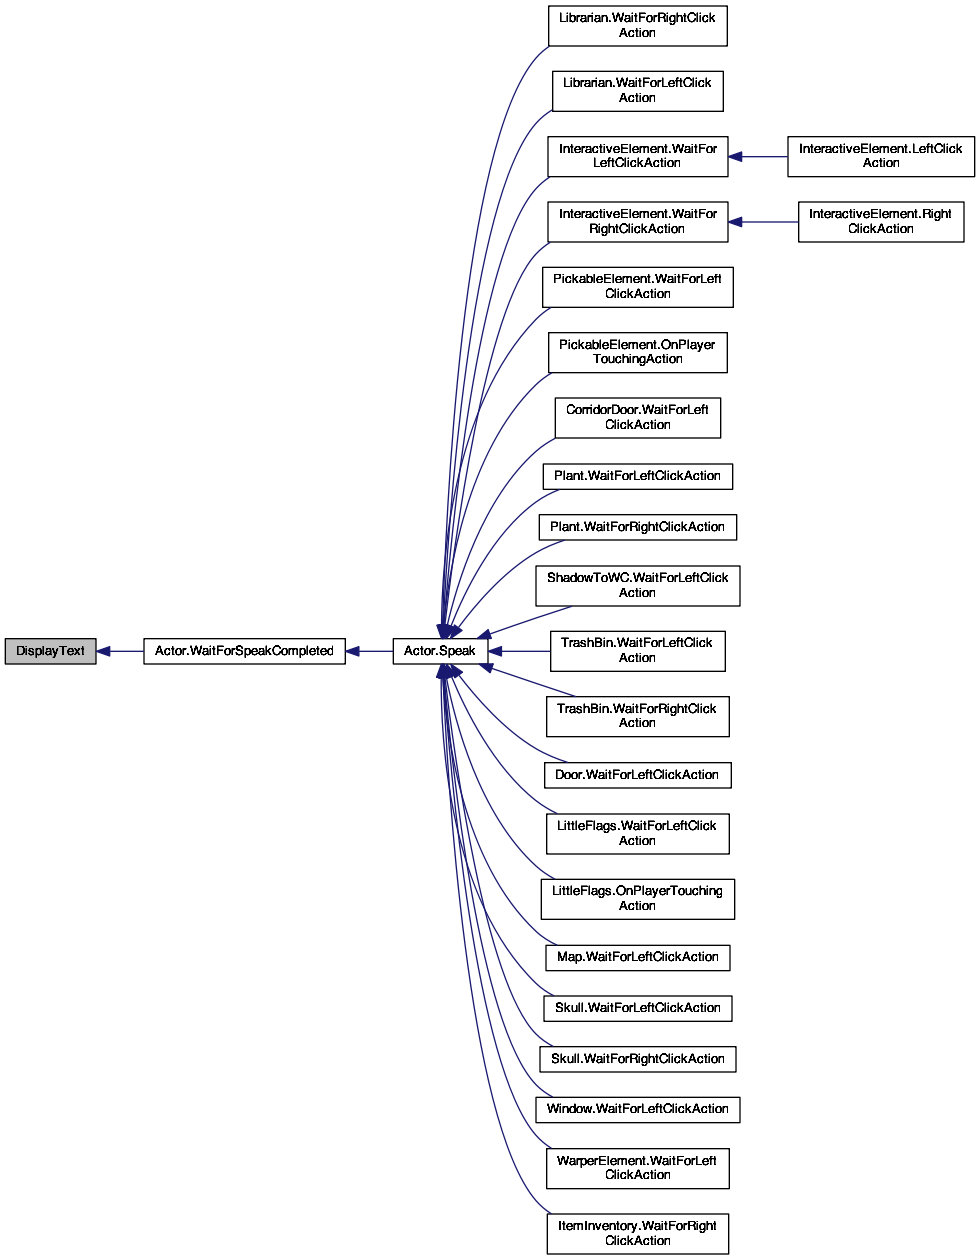 Librarian.WaitForRightClick
Action
Librarian.WaitForLeftClick
Action
InteractiveElement.WaitFor
LeftClickAction
InteractiveElement.LeftClick
Action
InteractiveElement.WaitFor
RightClickAction
InteractiveElement.Right
ClickAction
PickableElement.WaitForLeft
ClickAction
PickableElement.OnPlayer
TouchingAction
CorridorDoor.WaitForLeft
ClickAction
Plant.WaitForLeftClickAction
Plant.WaitForRightClickAction
ShadowToWC.WaitForLeftClick
Action
DisplayText
Actor.WaitForSpeakCompleted
Actor.Speak
TrashBin.WaitForLeftClick
Action
TrashBin.WaitForRightClick
Action
Door.WaitForLeftClickAction
LittleFlags.WaitForLeftClick
Action
LittleFlags.OnPlayerTouching
Action
Map.WaitForLeftClickAction
Skull.WaitForLeftClickAction
Skull.WaitForRightClickAction
Window.WaitForLeftClickAction
WarperElement.WaitForLeft
ClickAction
ItemInventory.WaitForRight
ClickAction